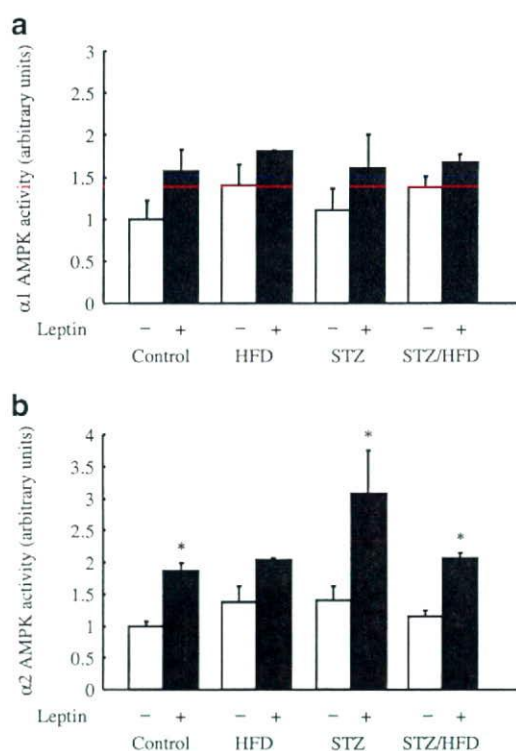 a
α1 AMPK activity (arbitrary units)
3
2.5
2
1.5
1
0.5
0
Leptin − + − + − + − +
Control HFD STZ STZ/HFD
b
α2 AMPK activity (arbitrary units)
4
3.5
3
2.5
2
1.5
1
0.5
0
* * *
Leptin − + − + − + − +
Control HFD STZ STZ/HFD